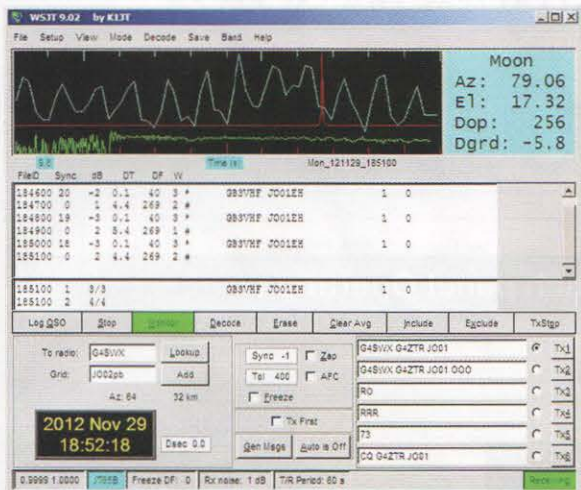 WSJT 9.02 by K1JT
File Setup View Mode Decode Save Band Help
Moon
Az: 79.06
El: 17.32
Dop: 256
Dgrd: -5.8
Time (s)
Mon_121129_185100
FileID Sync dB DT DF W
184600 20 -2 0.1 40 3 * GB3VHF JO01EH 1 0
184700 0 1 4.4 269 2 #
184800 19 -3 0.1 40 3 * GB3VHF JO01EH 1 0
184900 0 2 5.4 269 1 #
185000 18 -3 0.1 40 3 * GB3VHF JO01EH 1 0
185100 0 2 4.4 269 2 #
185100 1 3/3 GB3VHF JO01EH 1 0
185100 2 4/4
Log QSO Stop Monitor Decode Erase Clear Avg Include Exclude TxStop
To radio: G4SWX Lookup
Grid: JO02pb Add
Az: 64 32 km
2012 Nov 29
18:52:18
Dsec 0.0
Sync -1 Zap
Tol 400 AFC
Freeze
Tx First
Gen Msgs Auto is Off
G4SWX G4ZTR JO01 Tx1
G4SWX G4ZTR JO01 OOO Tx2
RO Tx3
RRR Tx4
73 Tx5
CQ G4ZTR JO01 Tx6
0.9999 1.0000 JT65B Freeze DF: 0 Rx noise: 1 dB T/R Period: 60 s Receiving